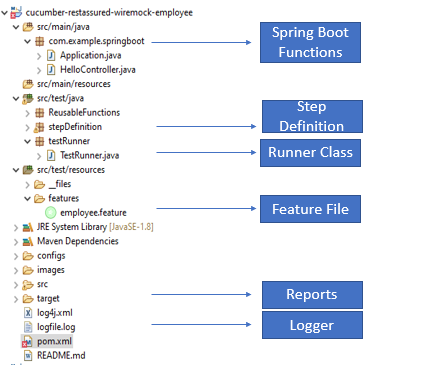 cucumber-restassured-wiremock-employee
src/main/java
com.example.springboot
Application.java
HelloController.java
src/main/resources
src/test/java
ReusableFunctions
stepDefinition
testRunner
TestRunner.java
src/test/resources
__files
features
employee.feature
JRE System Library [JavaSE-1.8]
Maven Dependencies
configs
images
src
target
log4j.xml
logfile.log
pom.xml
README.md
Spring Boot
Functions
Step
Definition
Runner Class
Feature File
Reports
Logger